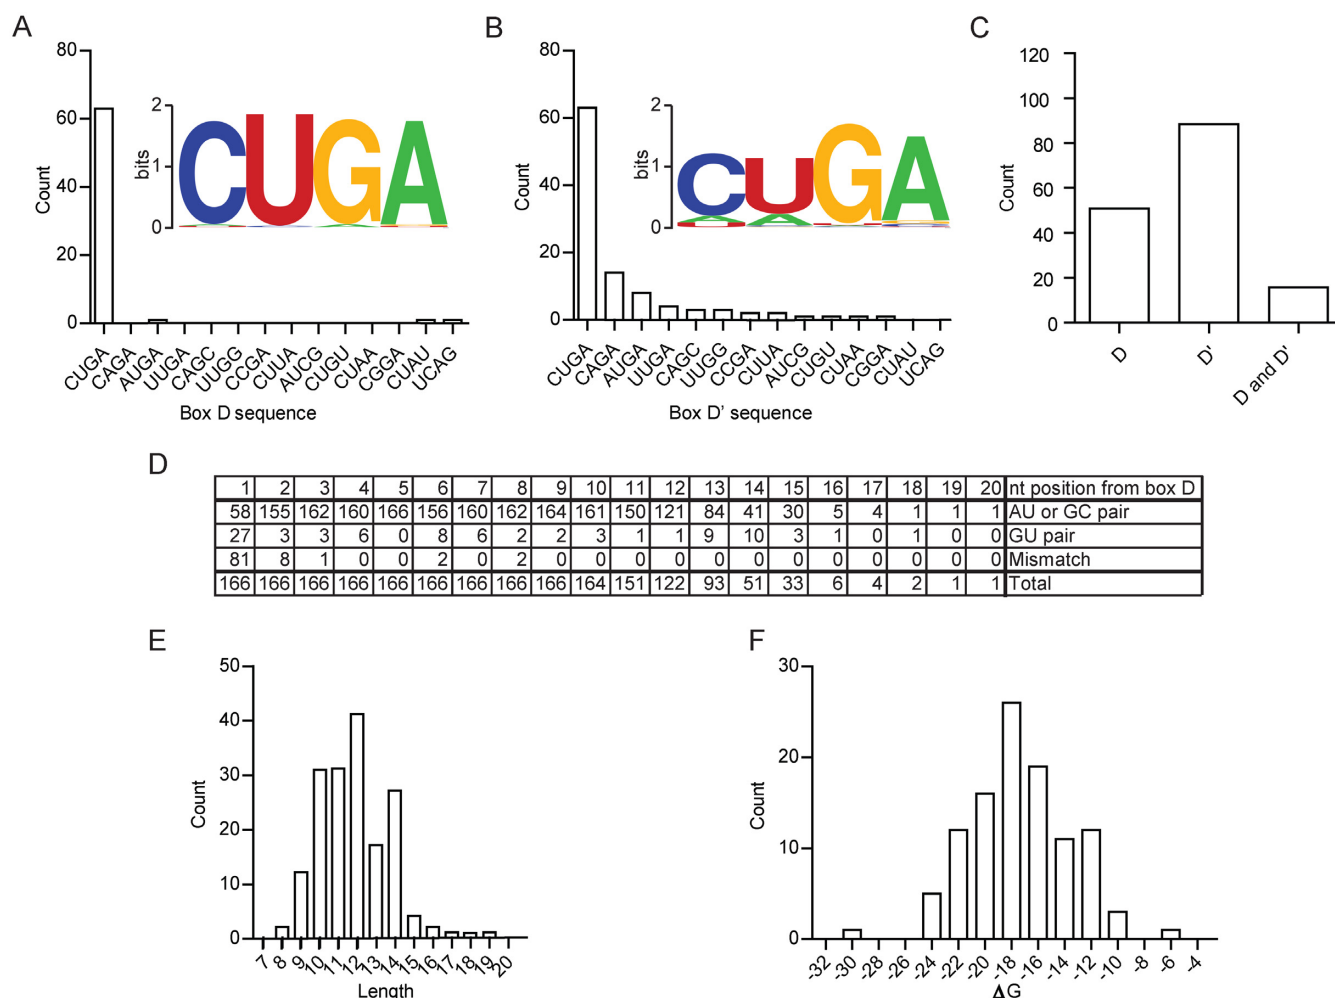 A
80
60
40
20
0
Count
2
1
0
bits
CUGA
CUGA
CAGA
AUGA
UUGA
CAGC
UUGG
CCGA
CUUA
AUCG
CUGU
CUAA
CGGA
CUAU
UCAG
Box D sequence
B
80
60
40
20
0
Count
2
1
0
bits
CUGA
CUGA
CAGA
AUGA
UUGA
CAGC
UUGG
CCGA
CUUA
AUCG
CUGU
CUAA
CGGA
CUAU
UCAG
Box D' sequence
C
120
100
80
60
40
20
0
Count
D
D'
D and D'
D
1 2 3 4 5 6 7 8 9 10 11 12 13 14 15 16 17 18 19 20 nt position from box D
58 155 162 160 166 156 160 162 164 161 150 121 84 41 30 5 4 1 1 1 AU or GC pair
27 3 3 6 0 8 6 2 2 3 1 1 9 10 3 1 0 1 0 0 GU pair
81 8 1 0 0 2 0 2 0 0 0 0 0 0 0 0 0 0 0 0 Mismatch
166 166 166 166 166 166 166 166 166 164 151 122 93 51 33 6 4 2 1 1 Total
E
50
40
30
20
10
0
Count
7 8 9 10 11 12 13 14 15 16 17 18 19 20
Length
F
30
20
10
0
Count
-32 -30 -28 -26 -24 -22 -20 -18 -16 -14 -12 -10 -8 -6 -4
ΔG